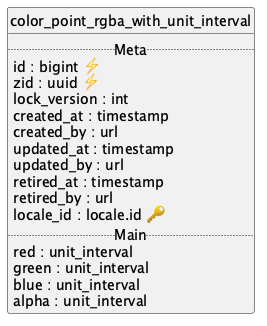 color_point_rgba_with_unit_interval
Meta
id : bigint ⚡
zid : uuid ⚡
lock_version : int
created_at : timestamp
created_by : url
updated_at : timestamp
updated_by : url
retired_at : timestamp
retired_by : url
locale_id : locale.id 🔑
Main
red : unit_interval
green : unit_interval
blue : unit_interval
alpha : unit_interval